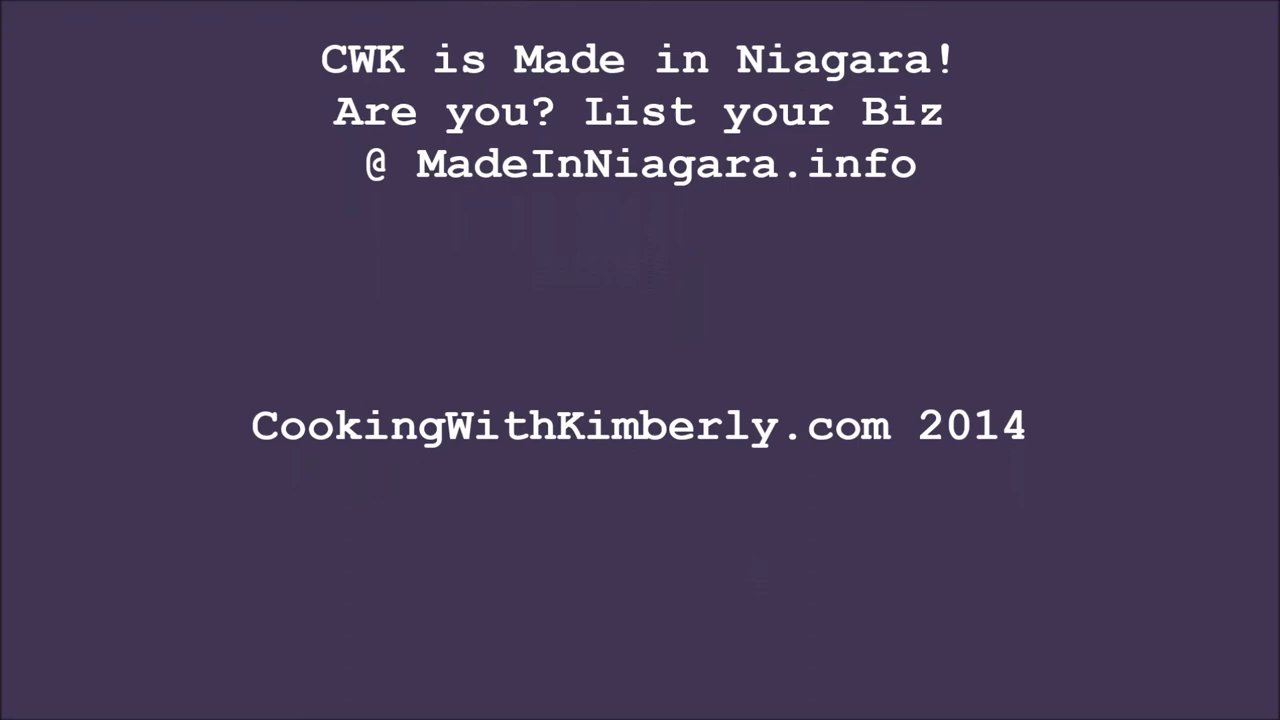 CWK is Made in Niagara!
Are you? List your Biz
@ MadeInNiagara.info
CookingWithKimberly.com 2014